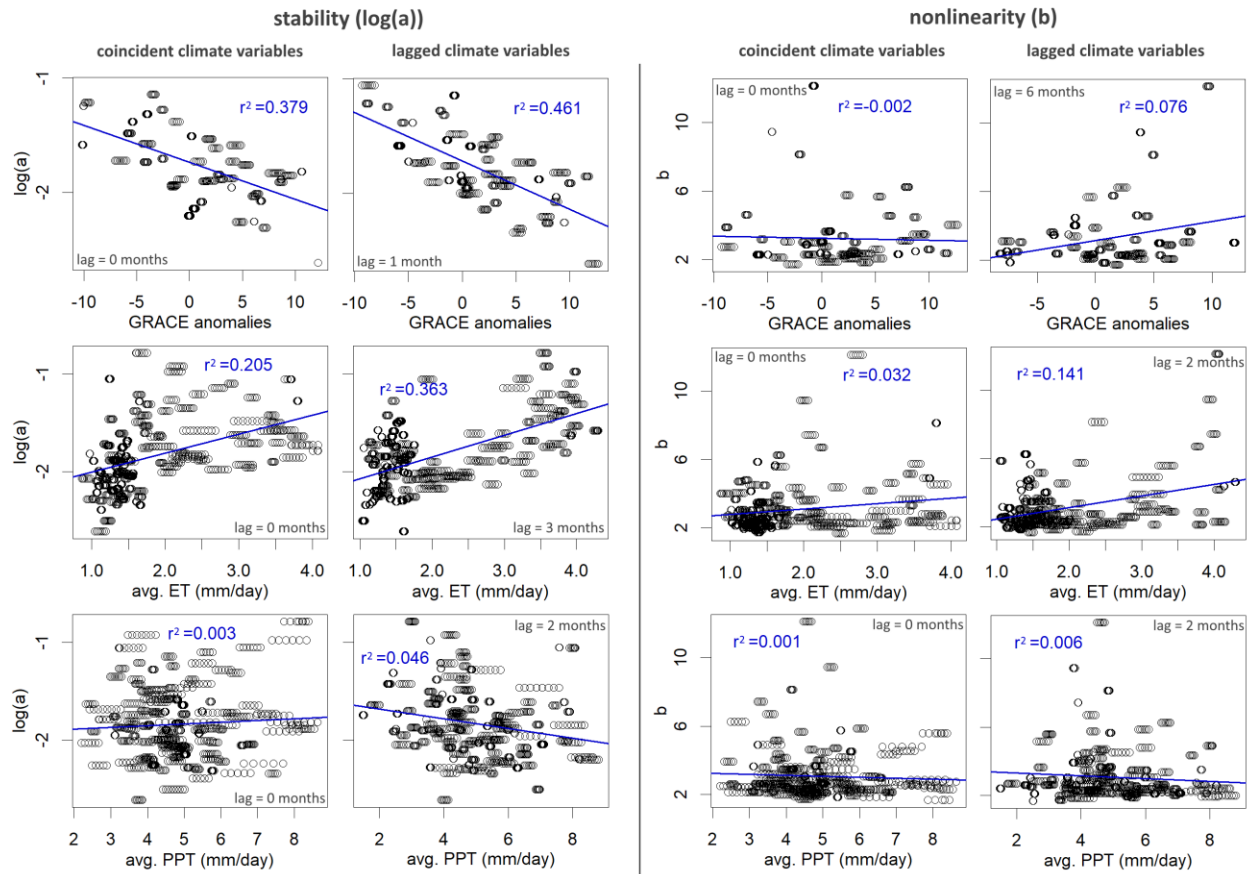 stability (log(a))
nonlinearity (b)
coincident climate variables
lagged climate variables
coincident climate variables
lagged climate variables
-1
-2
log(a)
r² =0.379
lag = 0 months
-10 -5 0 5 10
GRACE anomalies
r² =0.461
lag = 1 month
-10 -5 0 5 10
GRACE anomalies
10
6
2
b
lag = 0 months
r² =-0.002
-10 -5 0 5 10
GRACE anomalies
lag = 6 months
r² =0.076
-5 0 5 10
GRACE anomalies
-1
-2
log(a)
r² =0.205
lag = 0 months
1.0 2.0 3.0 4.0
avg. ET (mm/day)
r² =0.363
lag = 3 months
1.0 2.0 3.0 4.0
avg. ET (mm/day)
10
6
2
b
lag = 0 months
r² =0.032
1.0 2.0 3.0 4.0
avg. ET (mm/day)
lag = 2 months
r² =0.141
1.0 2.0 3.0 4.0
avg. ET (mm/day)
-1
-2
log(a)
r² =0.003
lag = 0 months
2 3 4 5 6 7 8
avg. PPT (mm/day)
lag = 2 months
r² =0.046
2 4 6 8
avg. PPT (mm/day)
10
6
2
b
lag = 0 months
r² =0.001
2 3 4 5 6 7 8
avg. PPT (mm/day)
lag = 2 months
r² =0.006
2 4 6 8
avg. PPT (mm/day)